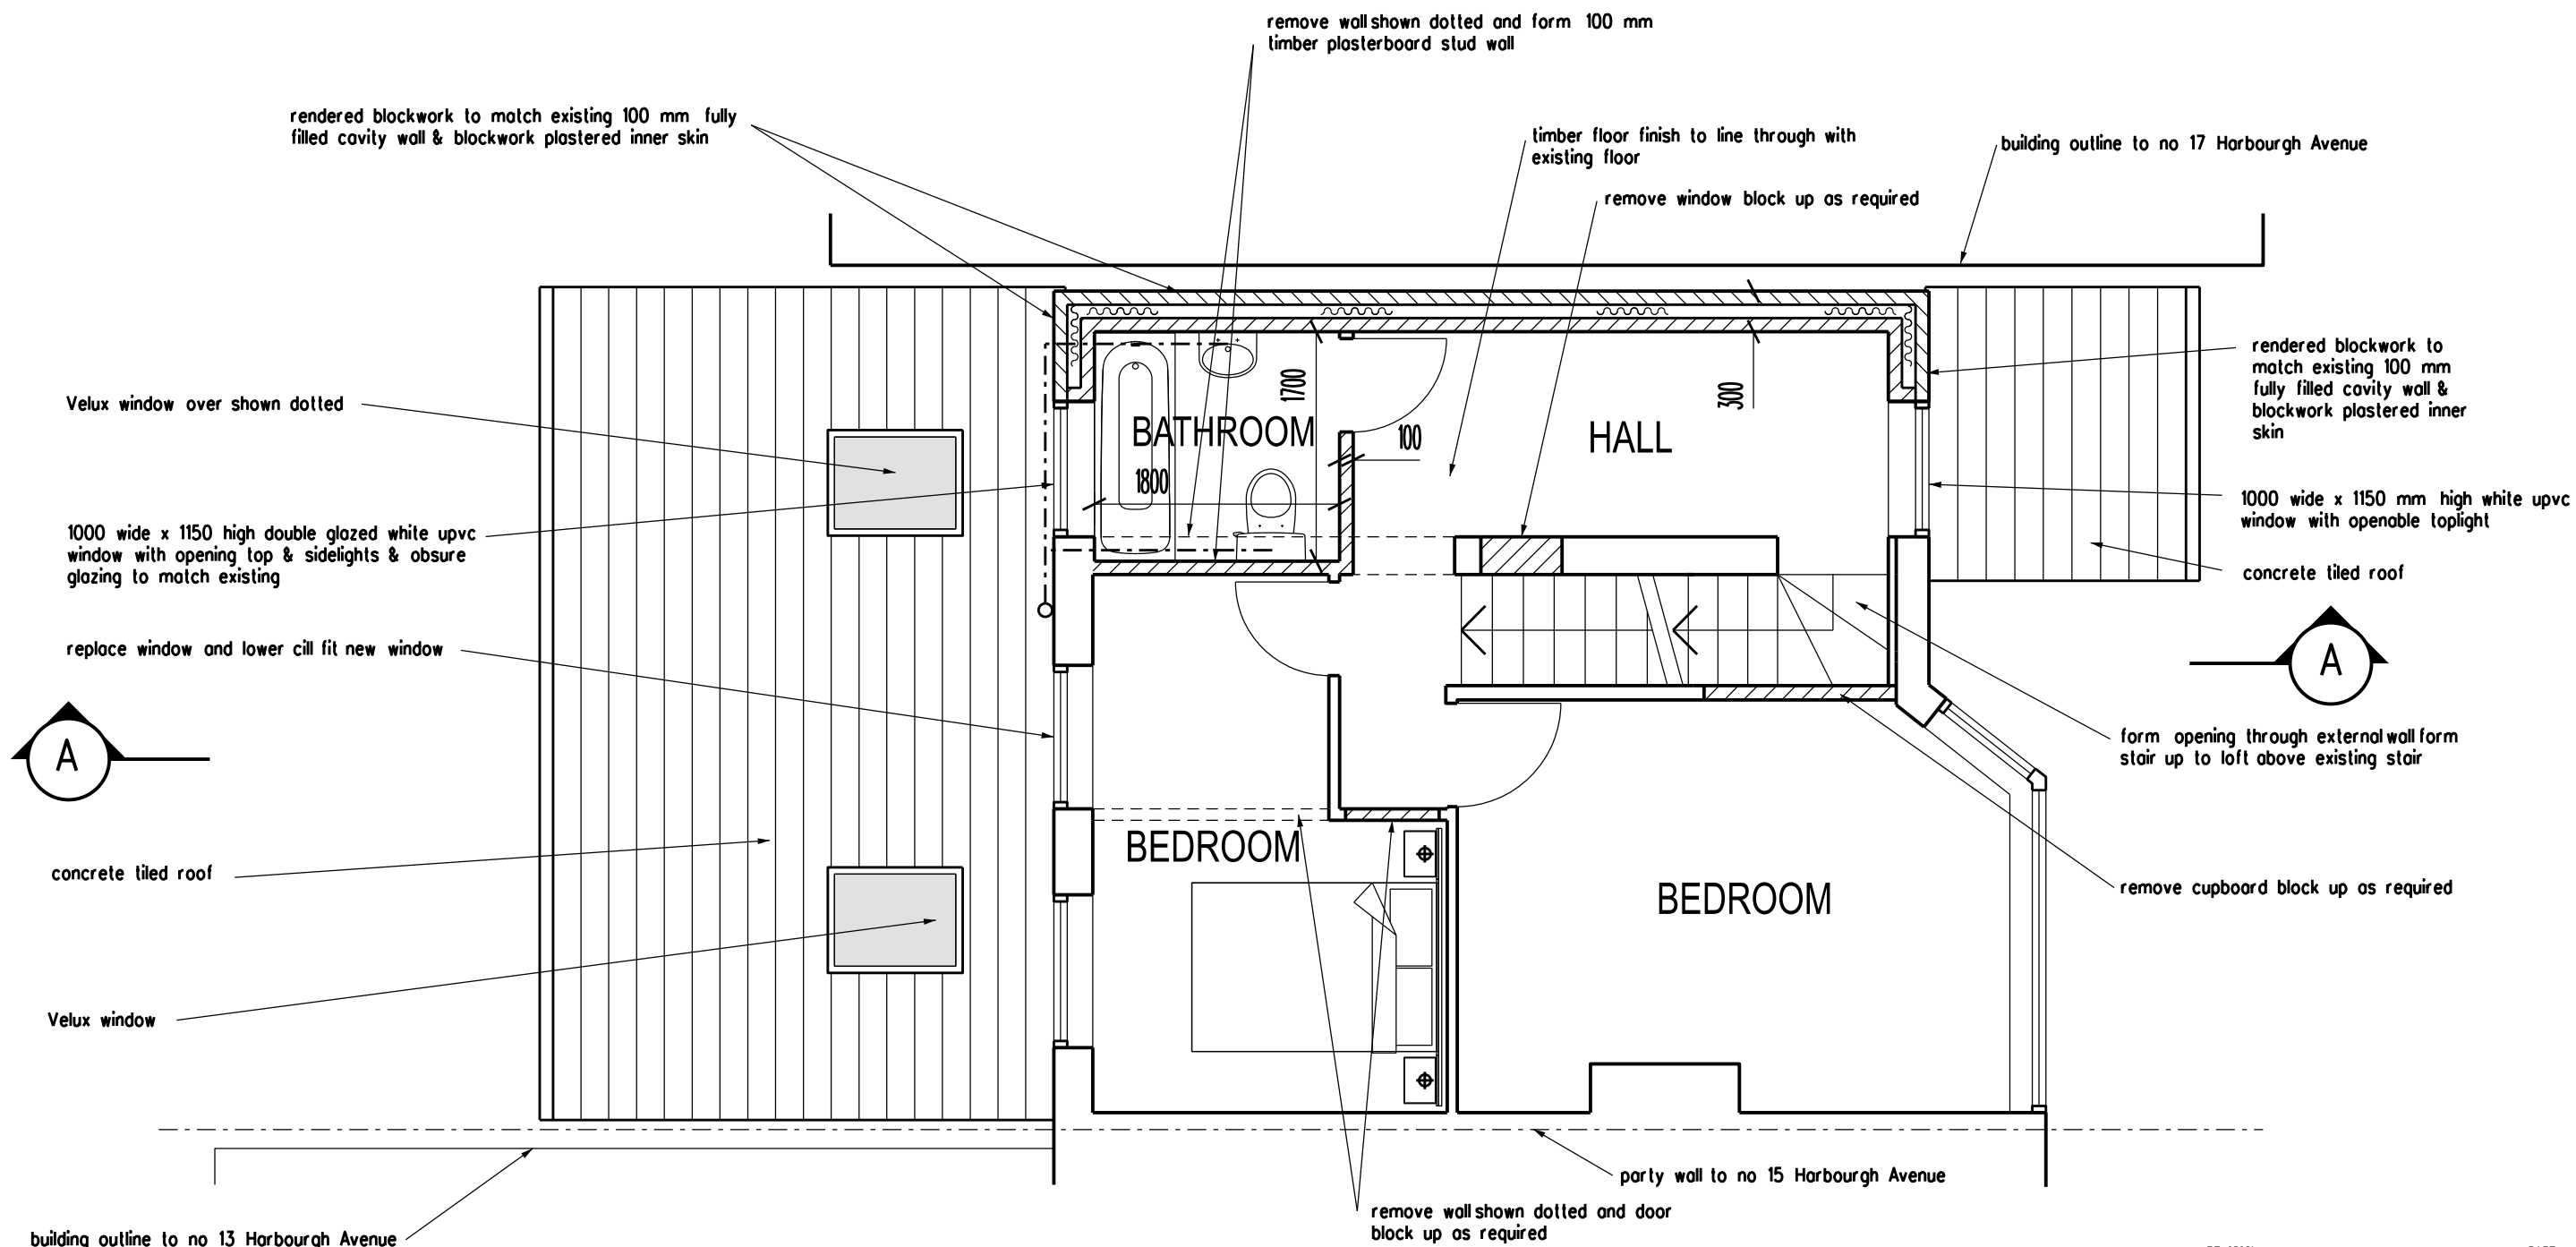 remove wall shown dotted and form 100 mm
timber plasterboard stud wall
rendered blockwork to match existing 100 mm fully
filled cavity wall & blockwork plastered inner skin
timber floor finish to line through with
existing floor
building outline to no 17 Harbourgh Avenue
remove window block up as required
rendered blockwork to
match existing 100 mm
fully filled cavity wall &
blockwork plastered inner
skin
Velux window over shown dotted
1700
300
BATHROOM
100
HALL
1800
1000 wide x 1150 high double glazed white upvc
window with opening top & sidelights & obsure
glazing to match existing
1000 wide x 1150 mm high white upvc
window with openable toplight
concrete tiled roof
replace window and lower cill fit new window
A
A
form opening through external wall form
stair up to loft above existing stair
concrete tiled roof
BEDROOM
BEDROOM
remove cupboard block up as required
Velux window
party wall to no 15 Harbourgh Avenue
remove wall shown dotted and door
block up as required
building outline to no 13 Harbourgh Avenue